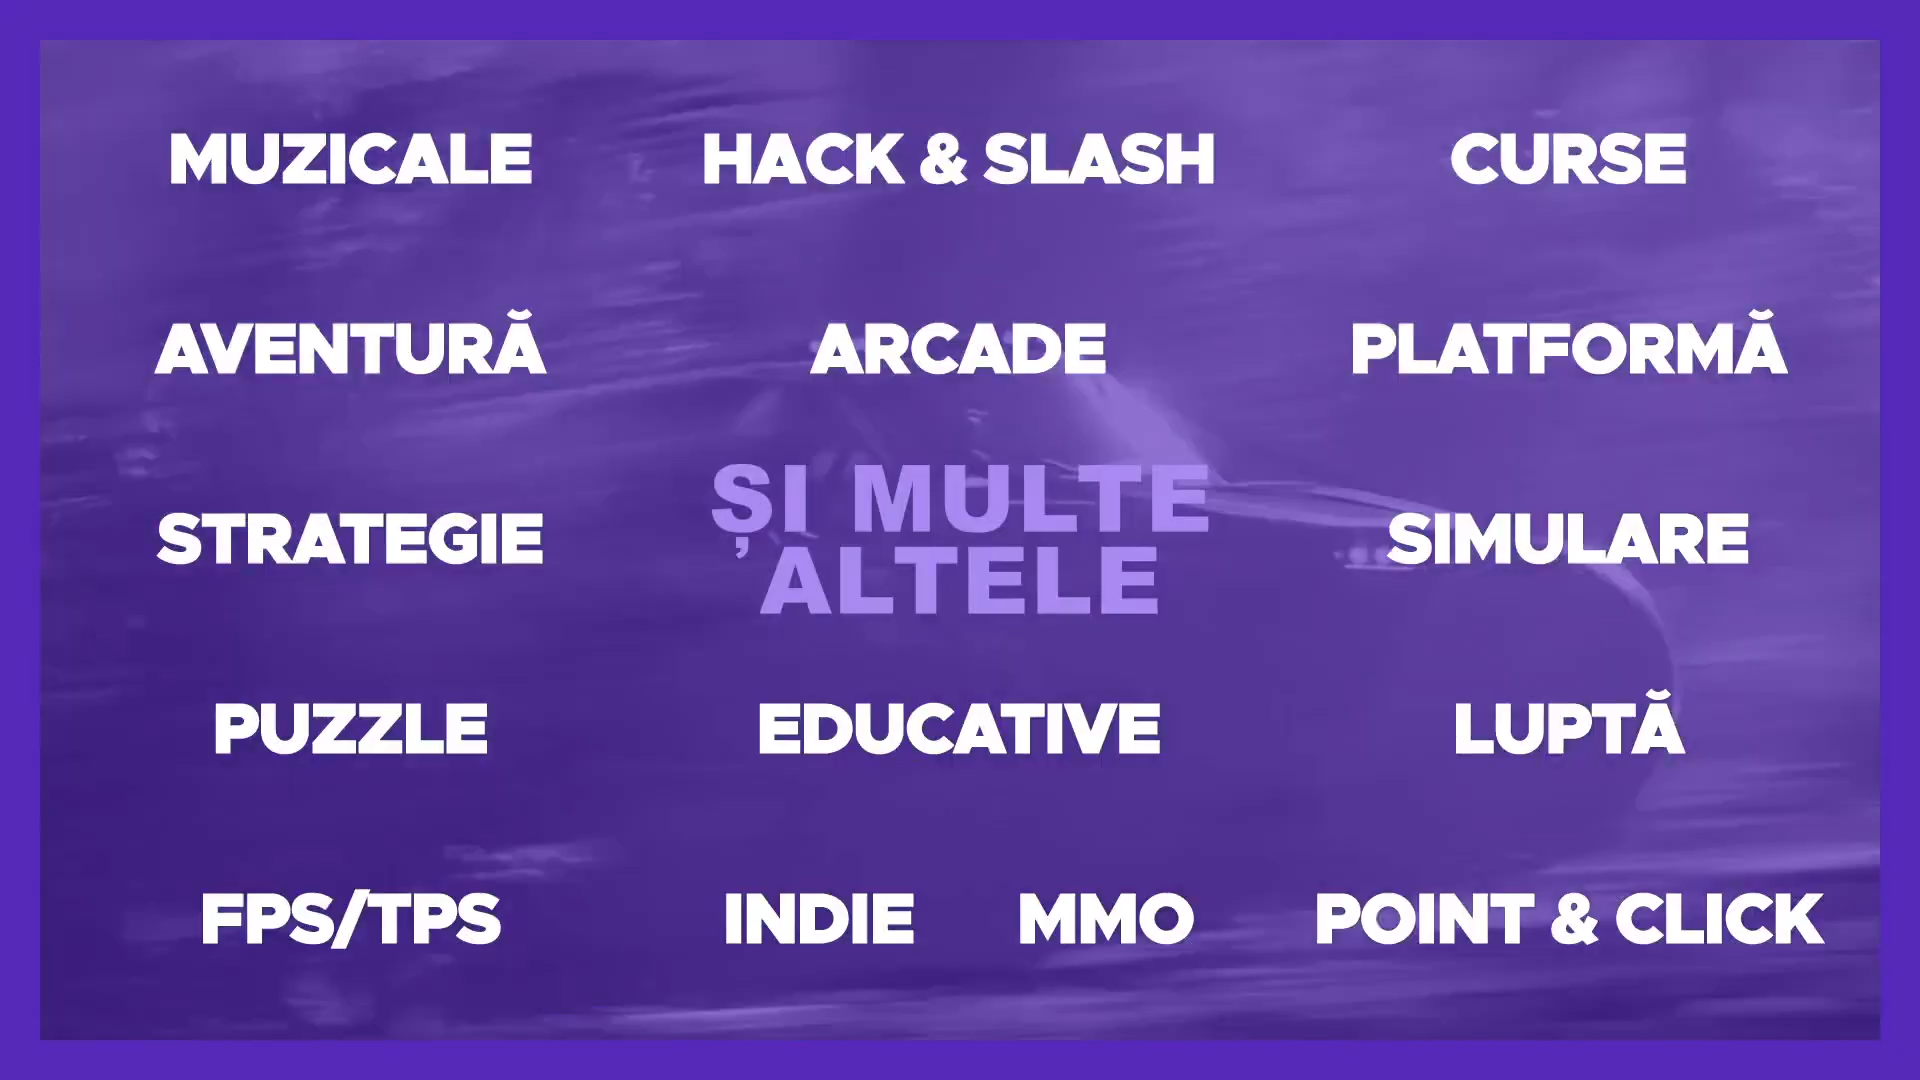 MUZICALE
HACK & SLASH
CURSE
AVENTURĂ
ARCADE
PLATFORMĂ
STRATEGIE
ȘI MULTE
ALTELE
SIMULARE
PUZZLE
EDUCATIVE
LUPTĂ
FPS/TPS
INDIE
MMO
POINT & CLICK